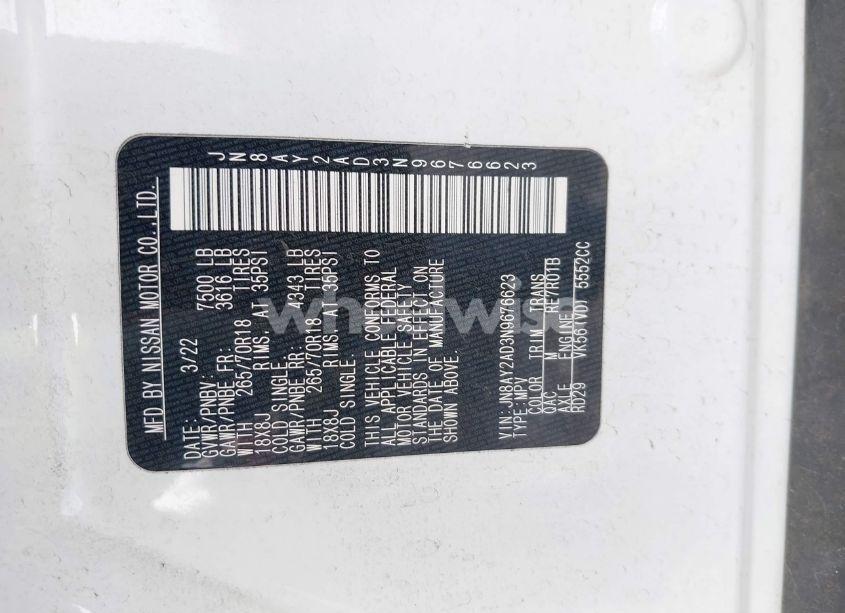 JN8AY2AD3N9676623
MFD BY NISSAN MOTOR CO.,LTD.
DATE: 3/22
GVWR/PNBV: 7500 LB
GAWR/PNBE FR: 3616 LB
WITH 265/70R18 TIRES
18X8J RIMS, AT 35PSI
COLD SINGLE.
GAWR/PNBE RR: 4343 LB
WITH 265/70R18 TIRES
18X8J RIMS, AT 35PSI
COLD SINGLE.
THIS VEHICLE CONFORMS TO
ALL APPLICABLE FEDERAL
MOTOR VEHICLE SAFETY
STANDARDS IN EFFECT ON
THE DATE OF MANUFACTURE
SHOWN ABOVE.
VIN:JN8AY2AD3N9676623
TYPE:MPV
COLOR TRIM TRANS
QAC M RE7R01B
AXLE ENGINE
RD29 VK56(VVD) 5552CC
whatwise